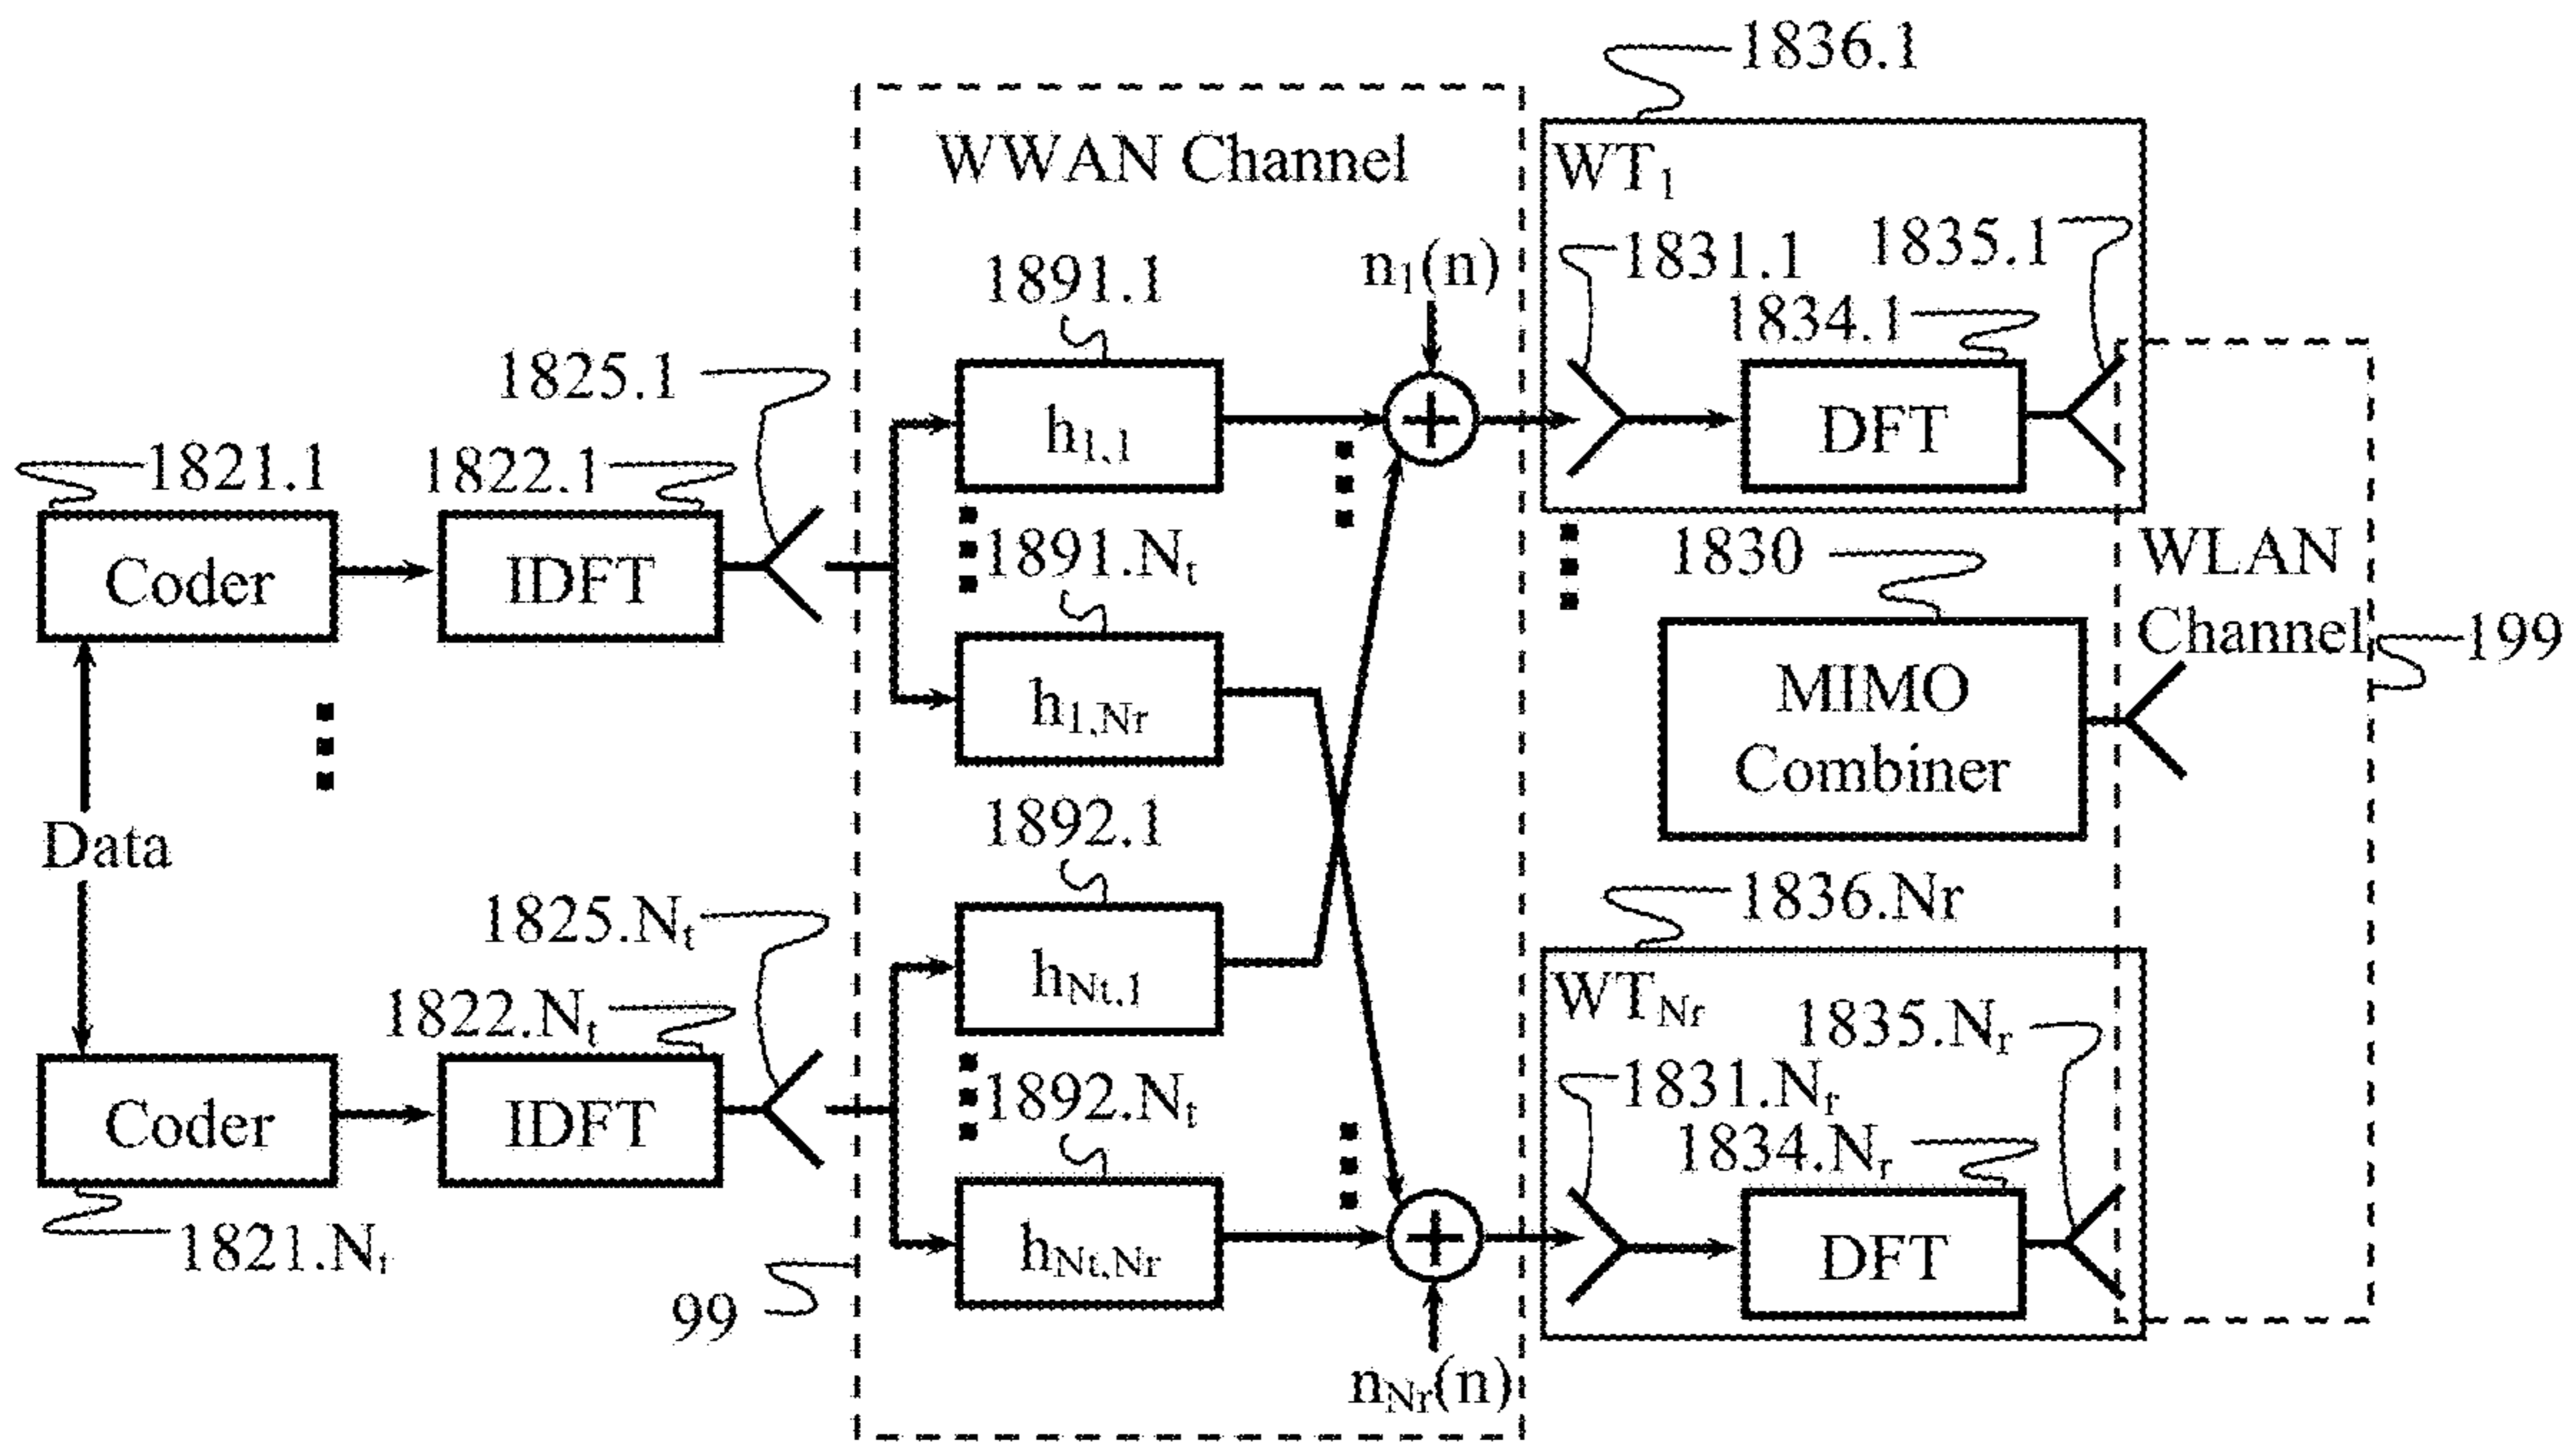 1836.1
WWAN Channel
WT1
1835.1
1831.1
n1(n)
1891.1
1834.1
1825.1
h1,1
DFT
1821.1
1822.1
1891.Nt
1830
WLAN
Channel
Coder
IDFT
199
h1,Nr
MIMO
Combiner
1892.1
Data
1836.Nr
1825.Nt
hNt,1
WTNr
1822.Nt
1835.Nr
1831.Nr
1892.Nt
Coder
IDFT
1834.Nr
1821.Nt
hNt,Nr
DFT
99
nNr(n)